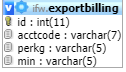 ifw.exportbilling
id : int(11)
acctcode : varchar(7)
perkg : varchar(5)
min : varchar(5)